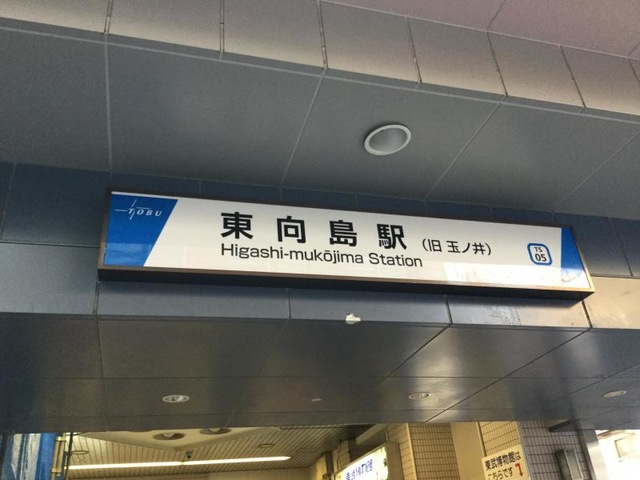 TOBU
東向島駅 (旧 玉ノ井)
Higashi-mukōjima Station
TS
05
東武博物館は
こちらです